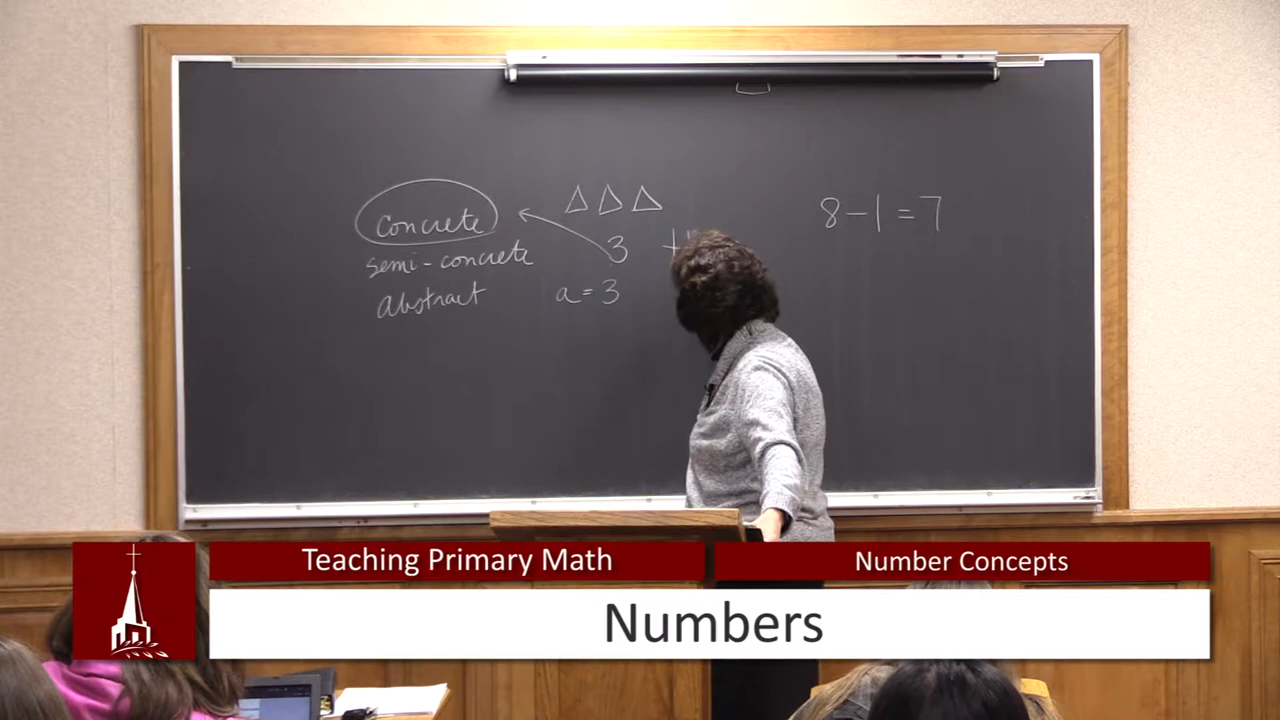 △ △ △
concrete
8-1=7
3
semi-concrete
abstract
a=3
Teaching Primary Math
Number Concepts
Numbers